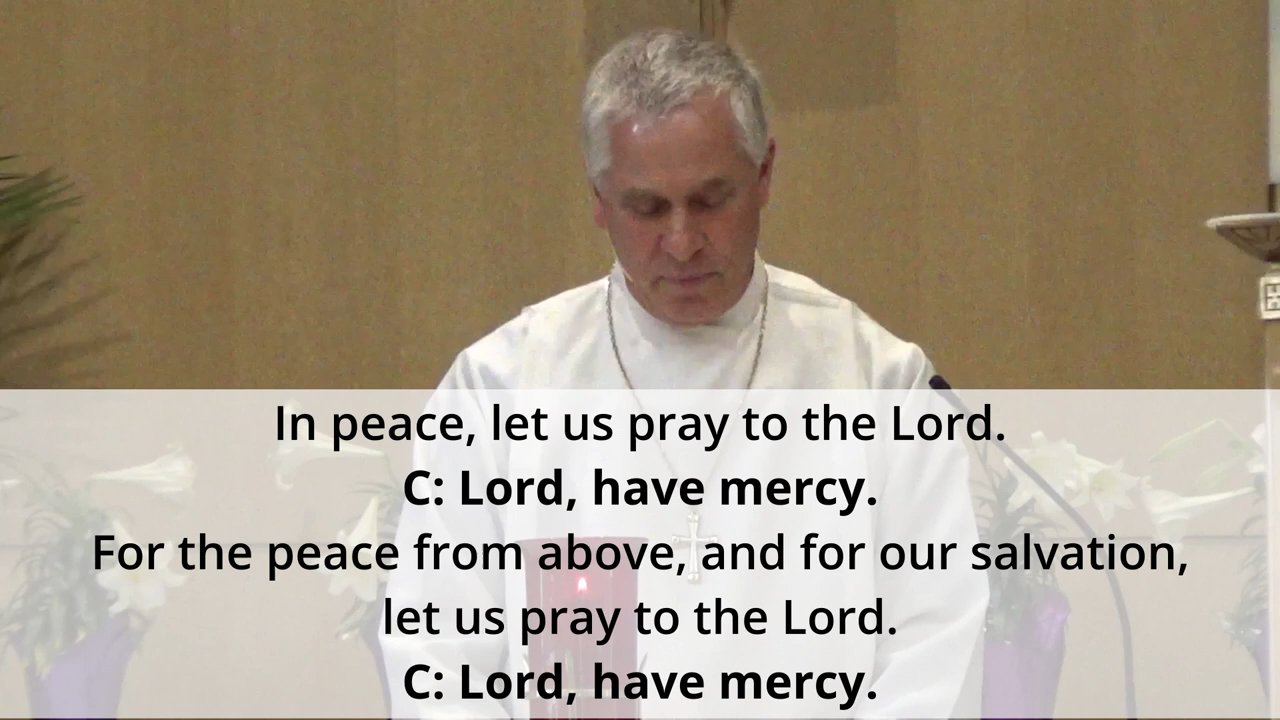 In peace, let us pray to the Lord.
C: Lord, have mercy.
For the peace from above, and for our salvation,
let us pray to the Lord.
C: Lord, have mercy.